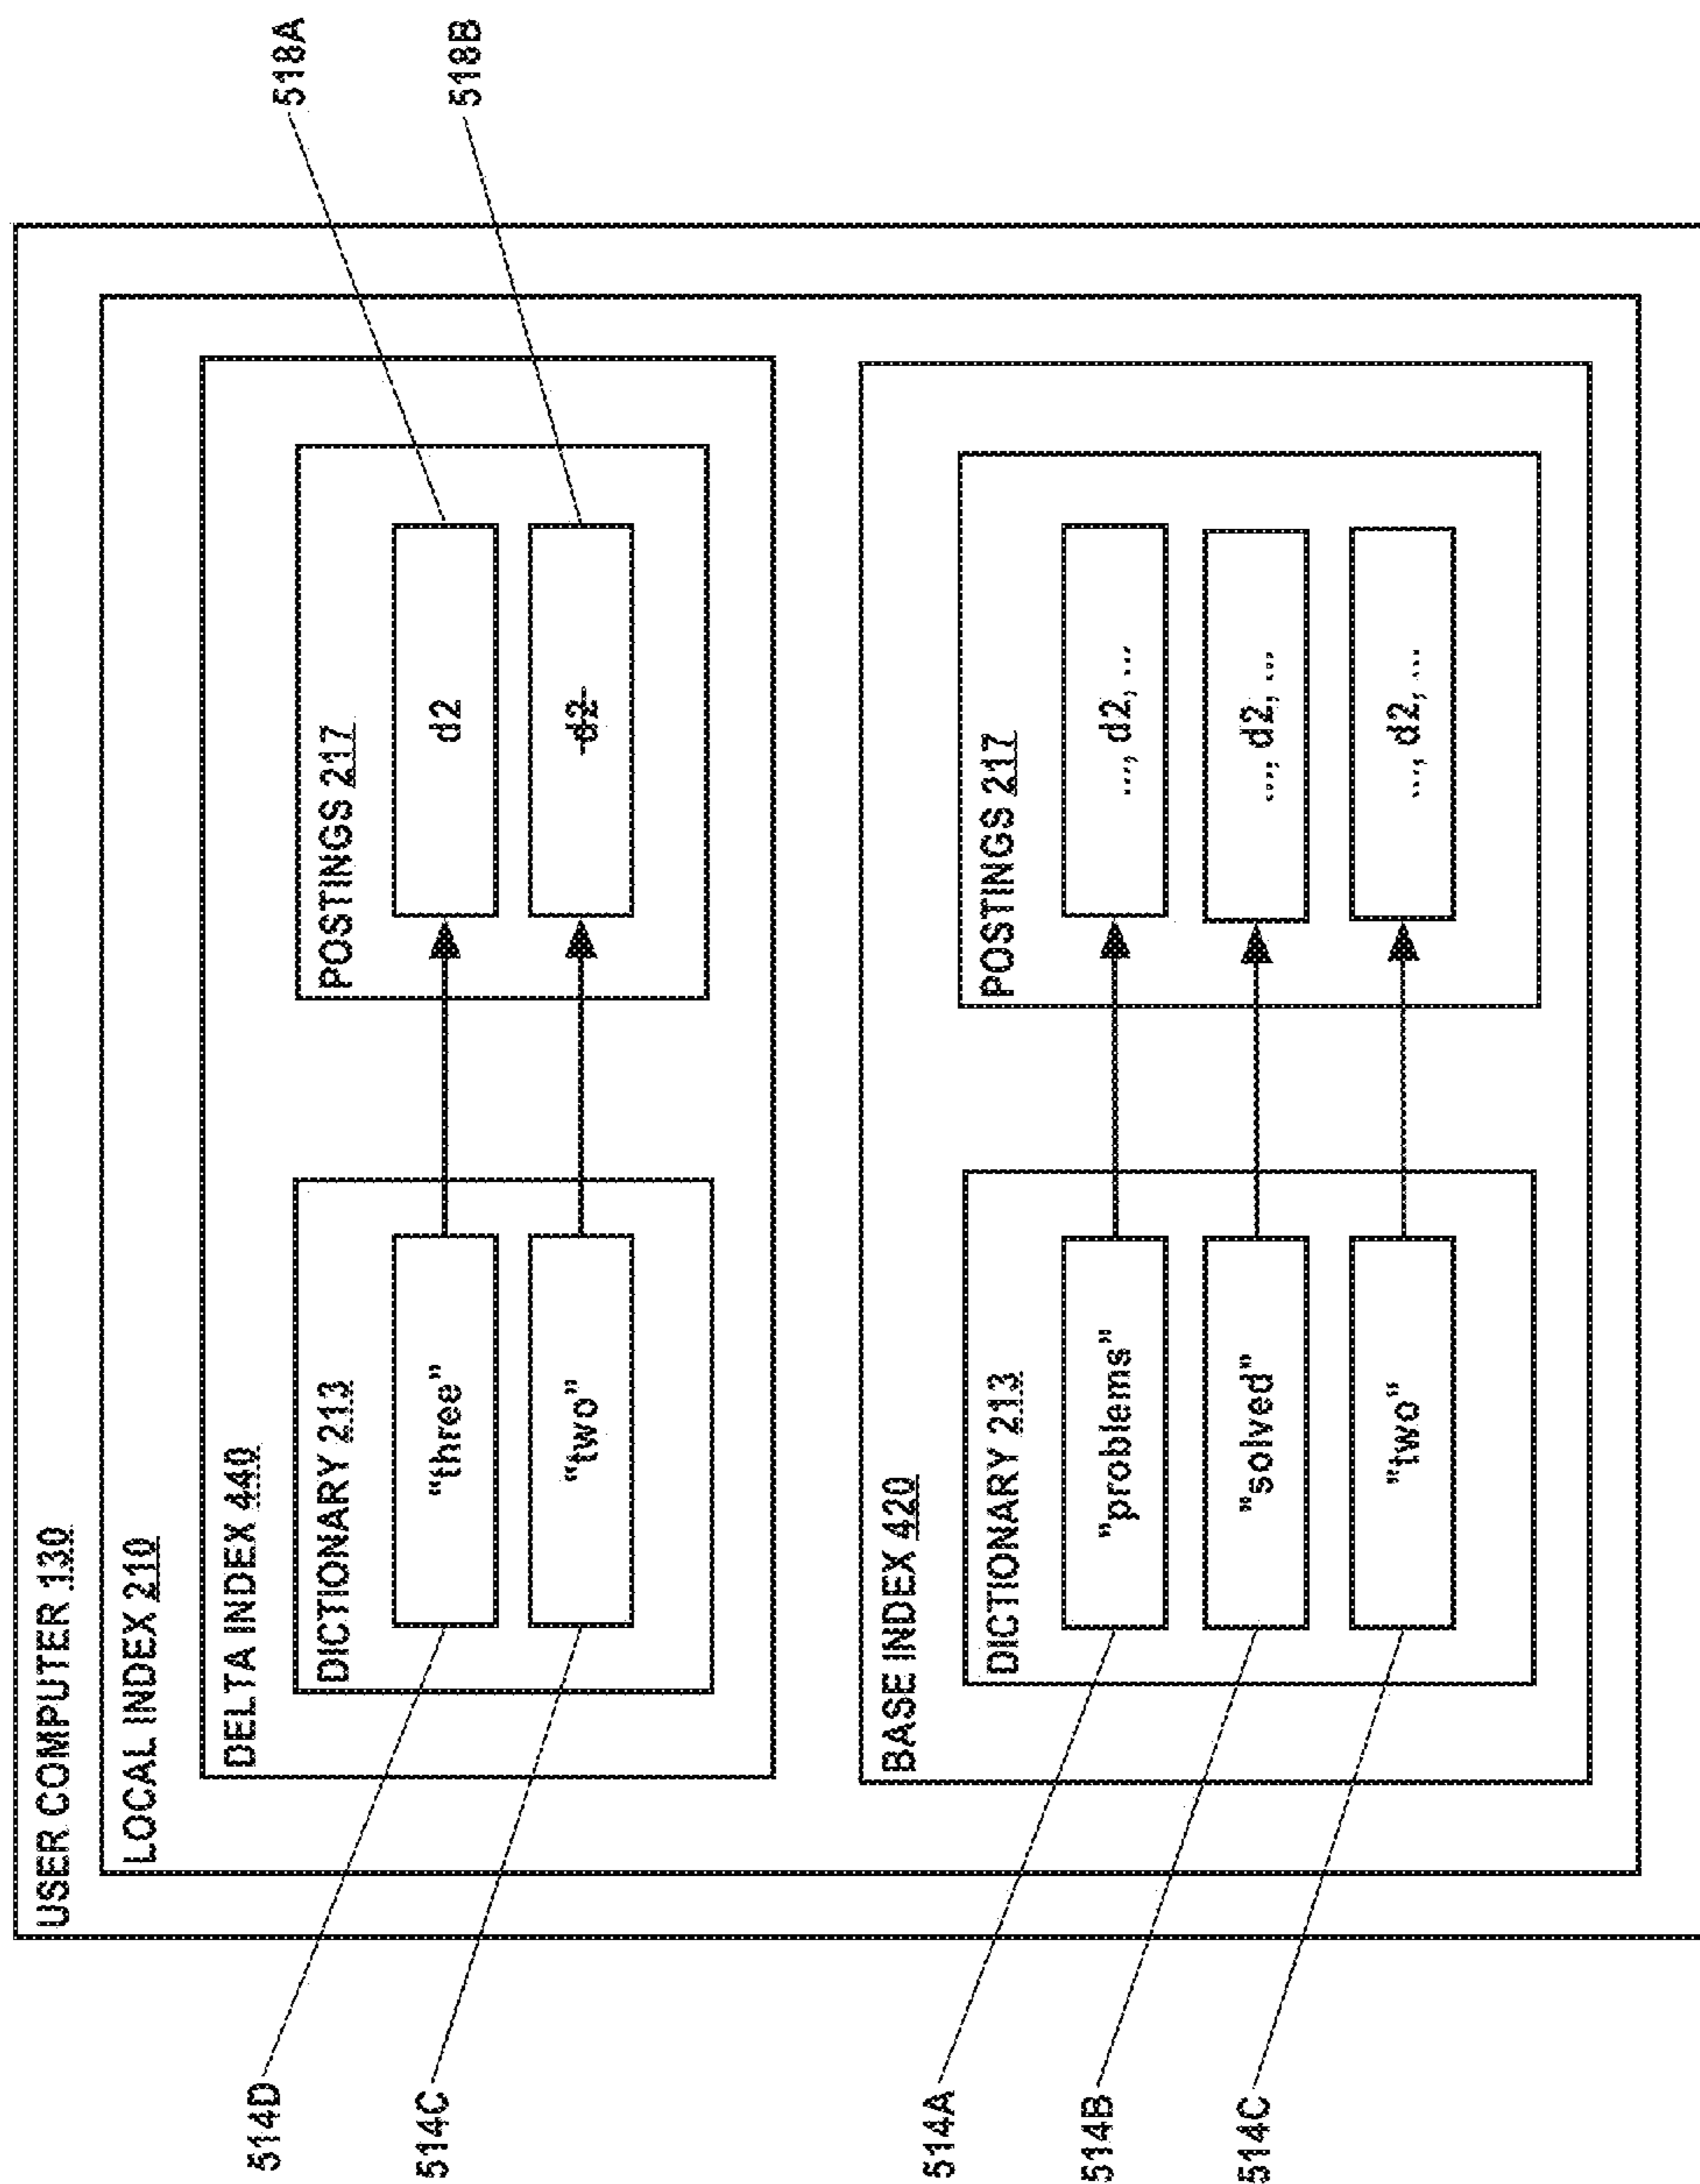 USER COMPUTER 130
LOCAL INDEX 210
DELTA INDEX 440
DICTIONARY 213
POSTINGS 217
514D
"three"
d2
518A
514C
"two"
d2
518B
BASE INDEX 420
DICTIONARY 213
POSTINGS 217
514A
"problems"
..., d2, ...
514B
"solved"
..., d2, ...
514C
"two"
..., d2, ...